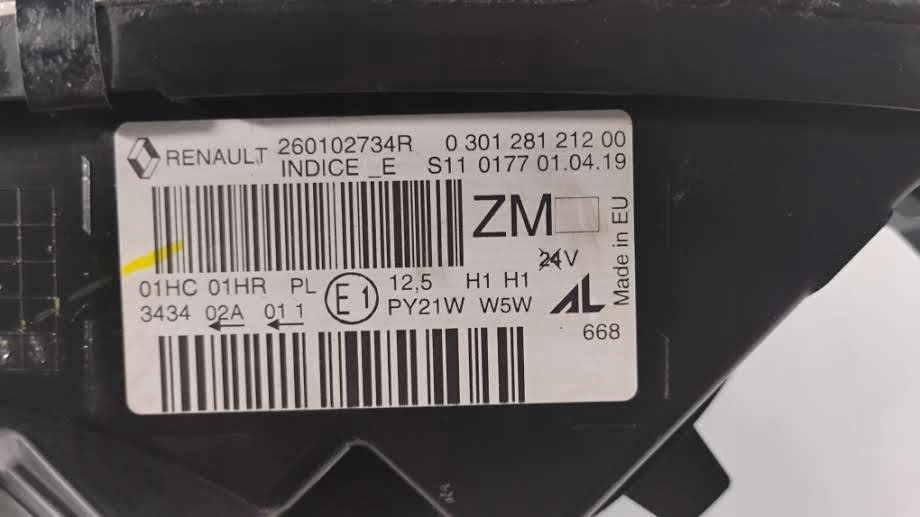 RENAULT 260102734R 0 301 281 212 00
INDICE _E S11 0177 01.04.19
ZM
24V
Made in EU
01HC 01HR PL E1 12,5 H1 H1
3434 02A 01 1 PY21W W5W AL
668